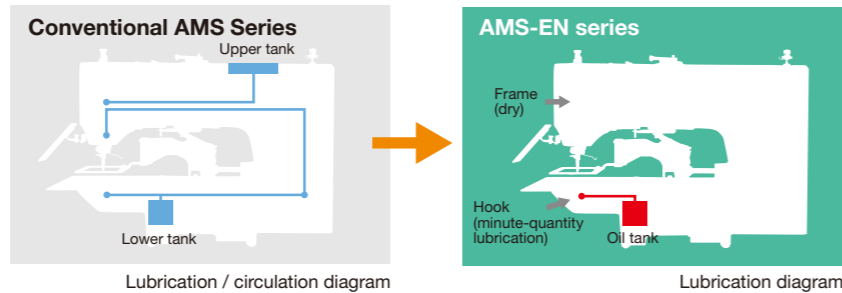 Conventional AMS Series
Upper tank
Lower tank
Lubrication / circulation diagram
AMS-EN series
Frame
(dry)
Hook
(minute-quantity
lubrication)
Oil tank
Lubrication diagram